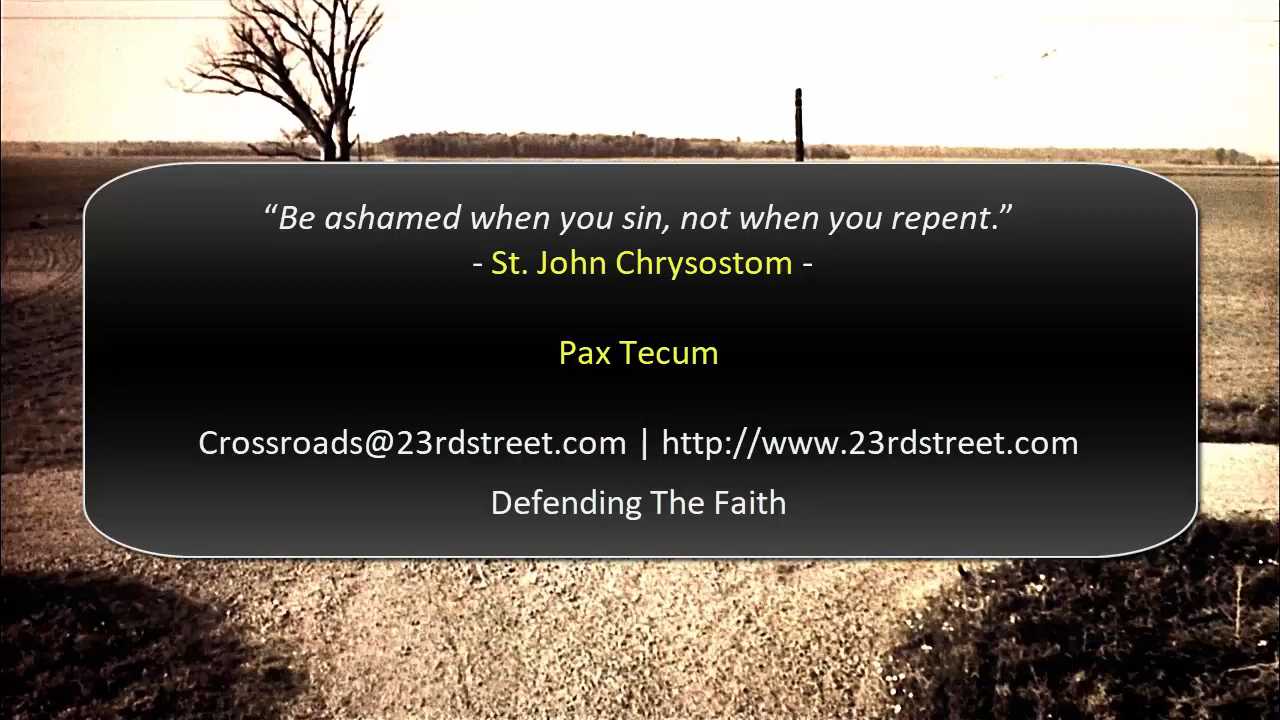 “Be ashamed when you sin, not when you repent.”
- St. John Chrysostom -
Pax Tecum
Crossroads@23rdstreet.com | http://www.23rdstreet.com
Defending The Faith